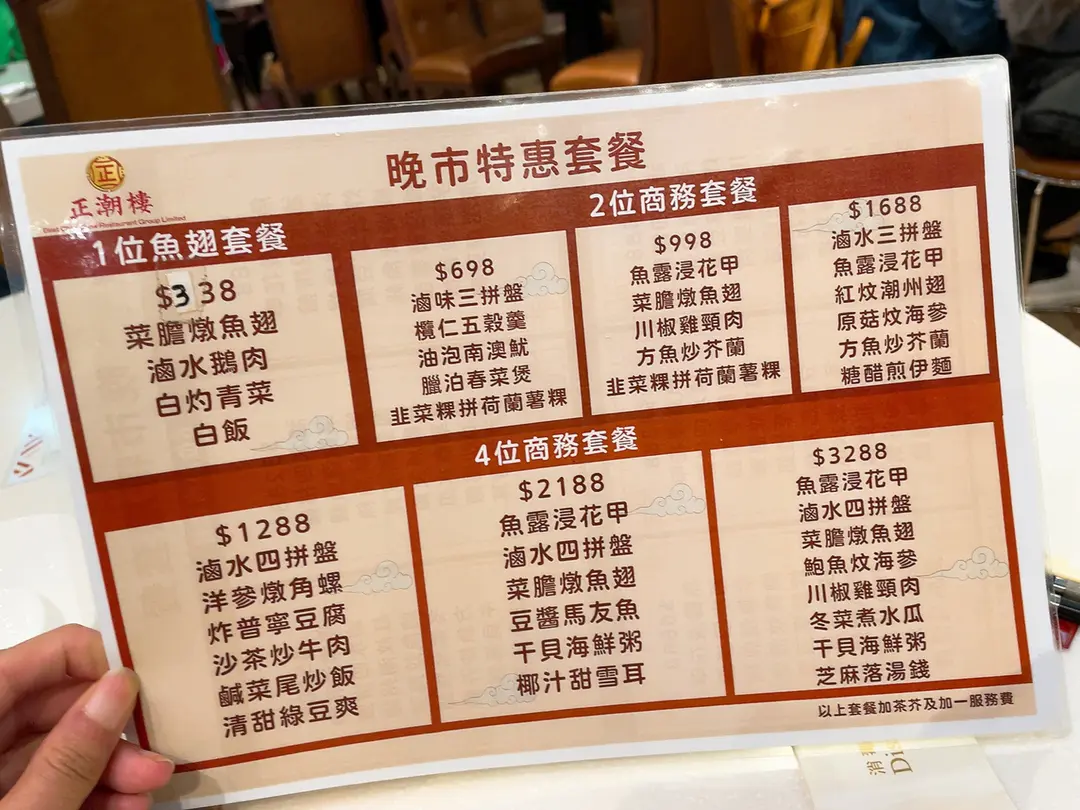 晚市特惠套餐
正
正潮樓
Restaurant Group Limited
1位魚翅套餐
$338
菜膽燉魚翅
滷水鵝肉
白灼青菜
白飯
2位商務套餐
$698
滷味三拼盤
欖仁五穀羹
油泡南澳魷
臘泊春菜煲
韭菜粿拼荷蘭薯粿
$998
魚露浸花甲
菜膽燉魚翅
川椒雞頸肉
方魚炒芥蘭
韭菜粿拼荷蘭薯粿
$1688
滷水三拼盤
魚露浸花甲
紅炆潮州翅
原菇炆海參
方魚炒芥蘭
糖醋煎伊麵
4位商務套餐
$1288
滷水四拼盤
洋參燉角螺
炸普寧豆腐
沙茶炒牛肉
鹹菜尾炒飯
清甜綠豆爽
$2188
魚露浸花甲
滷水四拼盤
菜膽燉魚翅
豆醬馬友魚
干貝海鮮粥
椰汁甜雪耳
$3288
魚露浸花甲
滷水四拼盤
菜膽燉魚翅
鮑魚炆海參
川椒雞頸肉
冬菜煮水瓜
干貝海鮮粥
芝麻落湯錢
以上套餐加茶芥及加一服務費